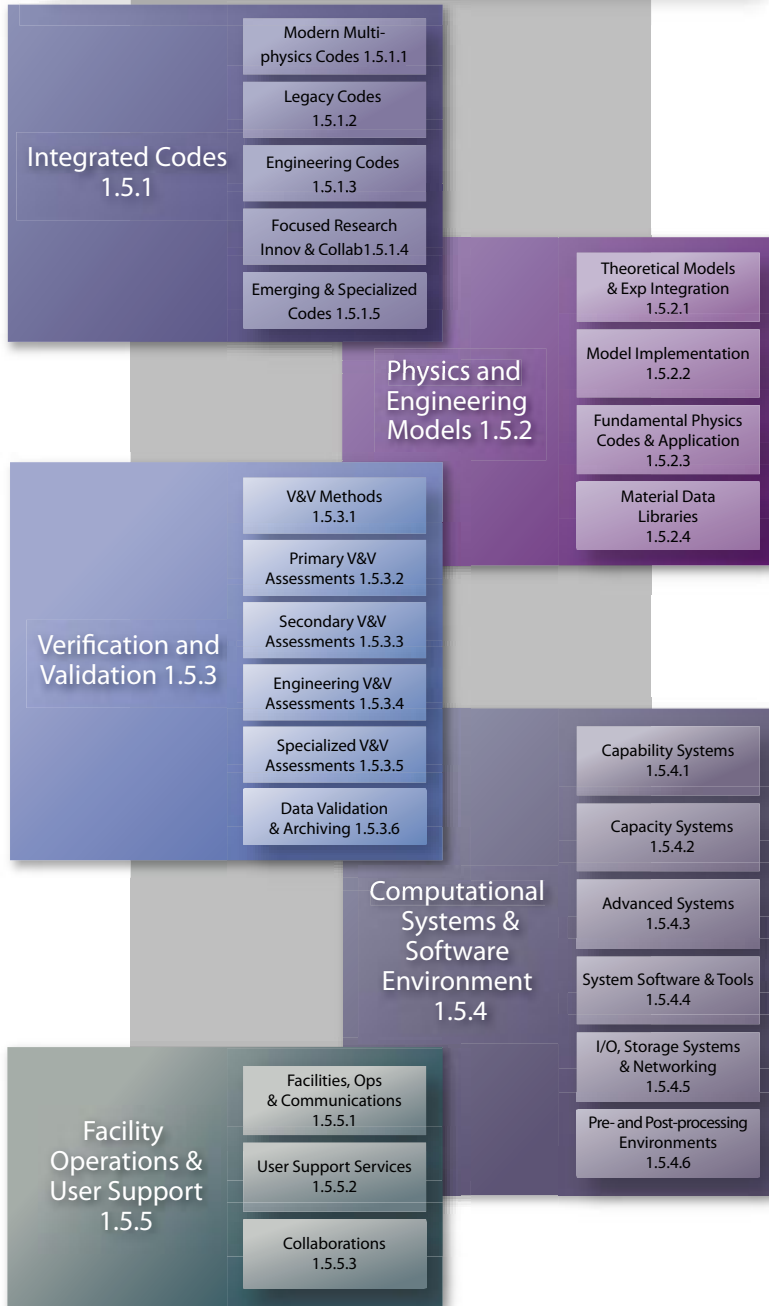 Integrated Codes
1.5.1
Modern Multi-
physics Codes 1.5.1.1
Legacy Codes
1.5.1.2
Engineering Codes
1.5.1.3
Focused Research
Innov & Collab1.5.1.4
Emerging & Specialized
Codes 1.5.1.5
Physics and
Engineering
Models 1.5.2
Theoretical Models
& Exp Integration
1.5.2.1
Model Implementation
1.5.2.2
Fundamental Physics
Codes & Application
1.5.2.3
Material Data
Libraries
1.5.2.4
Verification and
Validation 1.5.3
V&V Methods
1.5.3.1
Primary V&V
Assessments 1.5.3.2
Secondary V&V
Assessments 1.5.3.3
Engineering V&V
Assessments 1.5.3.4
Specialized V&V
Assessments 1.5.3.5
Data Validation
& Archiving 1.5.3.6
Computational
Systems &
Software
Environment
1.5.4
Capability Systems
1.5.4.1
Capacity Systems
1.5.4.2
Advanced Systems
1.5.4.3
System Software & Tools
1.5.4.4
I/O, Storage Systems
& Networking
1.5.4.5
Pre- and Post-processing
Environments
1.5.4.6
Facility
Operations &
User Support
1.5.5
Facilities, Ops
& Communications
1.5.5.1
User Support Services
1.5.5.2
Collaborations
1.5.5.3